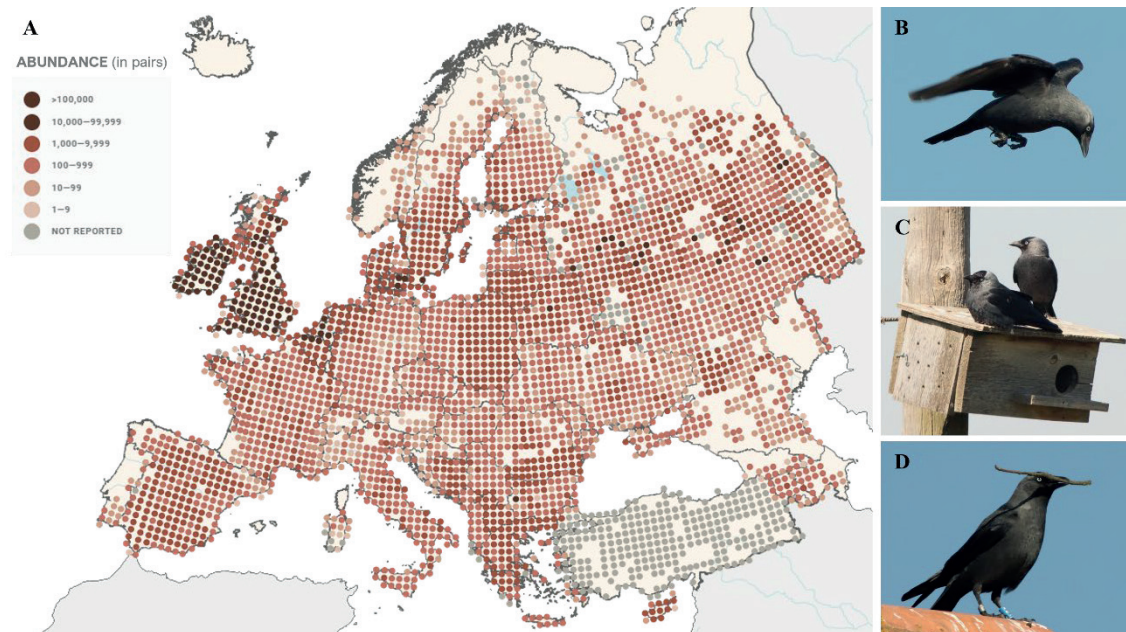 A
ABUNDANCE (in pairs)
>100,000
10,000–99,999
1,000–9,999
100–999
10–99
1–9
NOT REPORTED
B
C
D